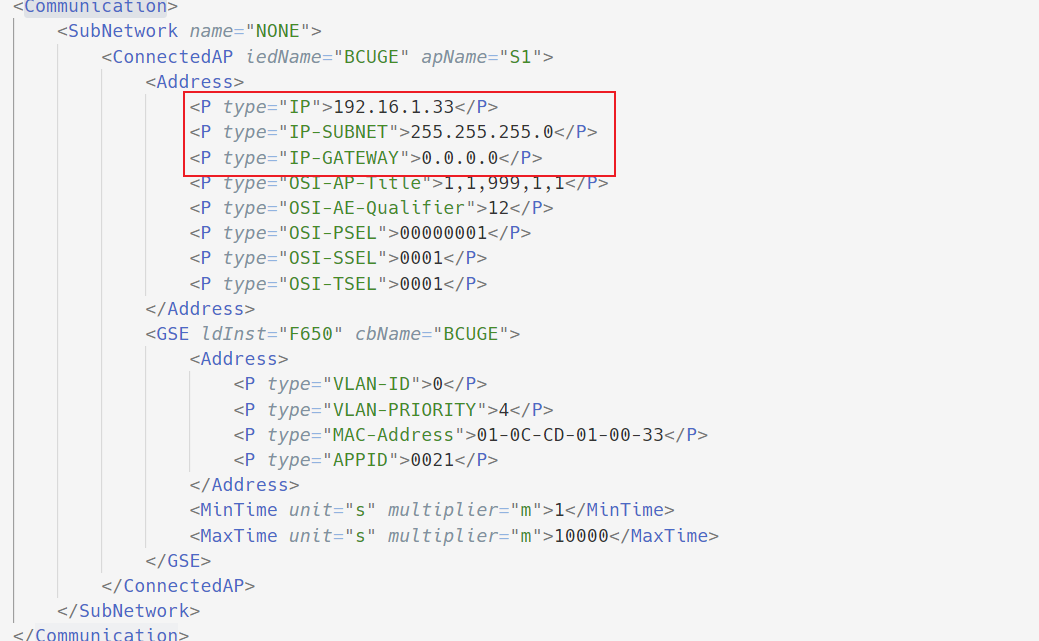 <Communication>
<SubNetwork name="NONE">
<ConnectedAP iedName="BCUGE" apName="S1">
<Address>
<P type="IP">192.16.1.33</P>
<P type="IP-SUBNET">255.255.255.0</P>
<P type="IP-GATEWAY">0.0.0.0</P>
<P type="OSI-AP-Title">1,1,999,1,1</P>
<P type="OSI-AE-Qualifier">12</P>
<P type="OSI-PSEL">00000001</P>
<P type="OSI-SSEL">0001</P>
<P type="OSI-TSEL">0001</P>
</Address>
<GSE ldInst="F650" cbName="BCUGE">
<Address>
<P type="VLAN-ID">0</P>
<P type="VLAN-PRIORITY">4</P>
<P type="MAC-Address">01-0C-CD-01-00-33</P>
<P type="APPID">0021</P>
</Address>
<MinTime unit="s" multiplier="m">1</MinTime>
<MaxTime unit="s" multiplier="m">10000</MaxTime>
</GSE>
</ConnectedAP>
</SubNetwork>
</Communication>